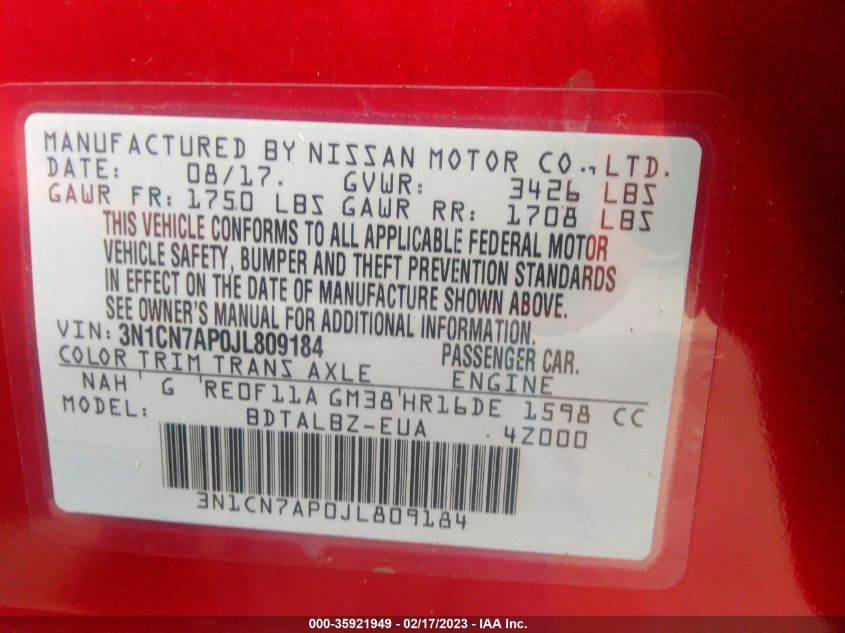 MANUFACTURED BY NISSAN MOTOR CO., LTD.
DATE: 08/17. GVWR: 3426 LBS
GAWR FR: 1750 LBS GAWR RR: 1708 LBS
THIS VEHICLE CONFORMS TO ALL APPLICABLE FEDERAL MOTOR
VEHICLE SAFETY, BUMPER AND THEFT PREVENTION STANDARDS
IN EFFECT ON THE DATE OF MANUFACTURE SHOWN ABOVE.
SEE OWNER'S MANUAL FOR ADDITIONAL INFORMATION.
VIN: 3N1CN7AP0JL809184 PASSENGER CAR.
COLOR TRIM TRANS AXLE ENGINE
NAH G RE0F11A GM38 HR16DE 1598 CC
MODEL: BDTALBZ-EUA 4Z000
3N1CN7AP0JL809184
000-35921949 - 02/17/2023 - IAA Inc.